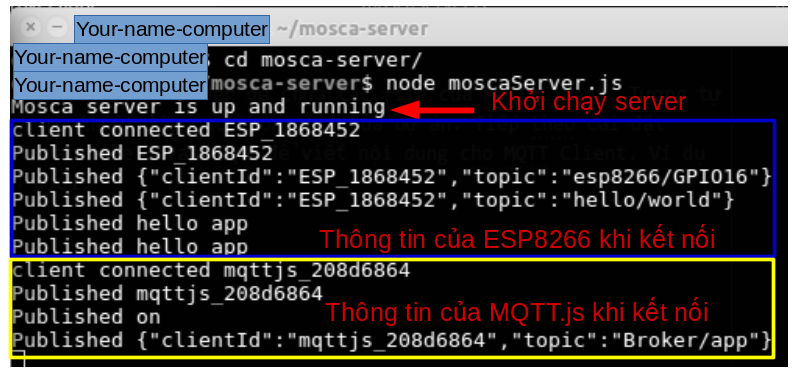 Your-name-computer ~/mosca-server
Your-name-computer $ cd mosca-server/
Your-name-computer /mosca-server$ node moscaServer.js
Mosca server is up and running
Khởi chạy server
client connected ESP_1868452
Published ESP_1868452
Published {"clientId":"ESP_1868452","topic":"esp8266/GPIO16"}
Published {"clientId":"ESP_1868452","topic":"hello/world"}
Published hello app
Published hello app
Thông tin của ESP8266 khi kết nối
client connected mqttjs_208d6864
Published mqttjs_208d6864
Published on
Thông tin của MQTT.js khi kết nối
Published {"clientId":"mqttjs_208d6864","topic":"Broker/app"}